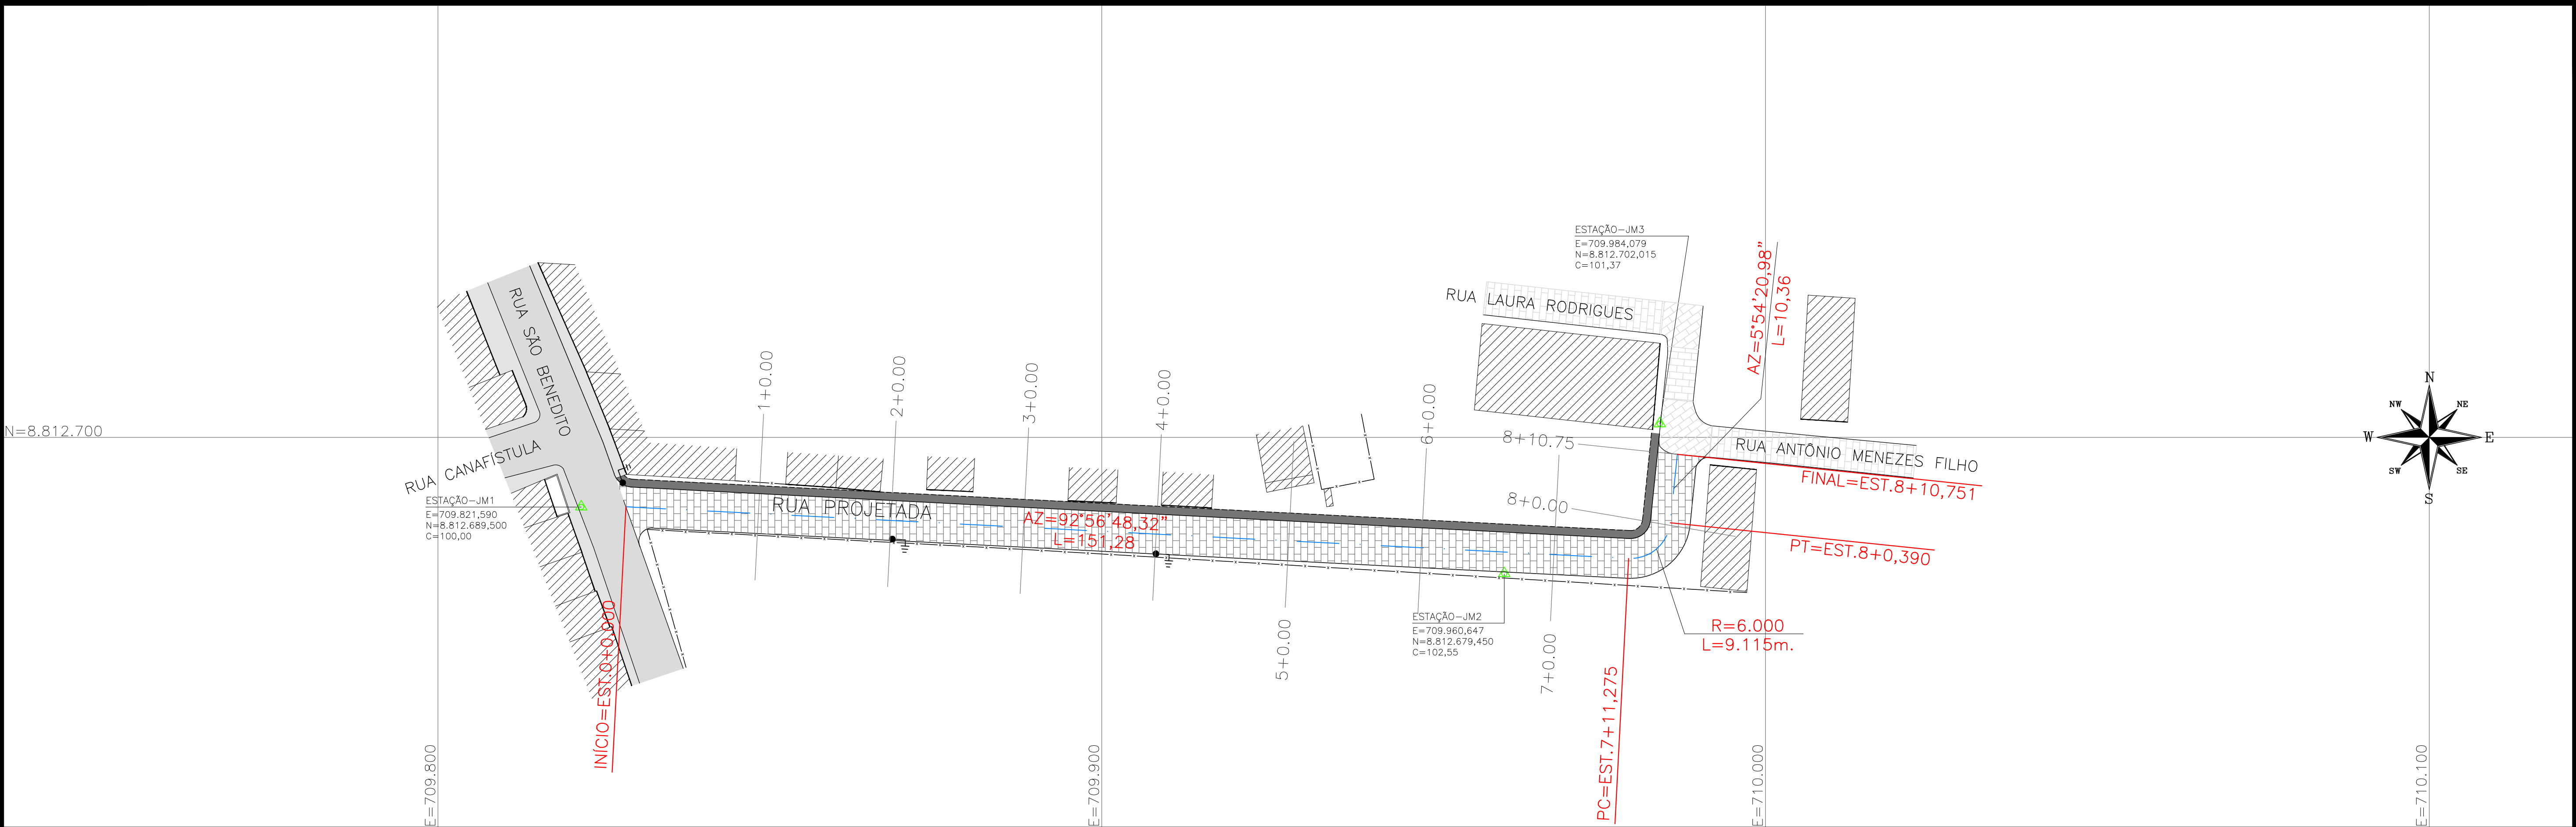 N=8.812.700
E=709.800
E=709.900
E=710.000
E=710.100
RUA SÃO BENEDITO
RUA CANAFÍSTULA
ESTAÇÃO-JM1
E=709.821,590
N=8.812.689,500
C=100,00
INÍCIO=EST.0+0,000
RUA PROJETADA
AZ=92°56'48,32"
L=151,28
1+0.00
2+0.00
3+0.00
4+0.00
5+0.00
6+0.00
7+0.00
8+0.00
8+10.75
ESTAÇÃO-JM2
E=709.960,647
N=8.812.679,450
C=102,55
ESTAÇÃO-JM3
E=709.984,079
N=8.812.702,015
C=101,37
RUA LAURA RODRIGUES
AZ=5°54'20,98"
L=10,36
RUA ANTÔNIO MENEZES FILHO
FINAL=EST.8+10,751
PT=EST.8+0,390
R=6.000
L=9.115m.
PC=EST.7+11,275
N
NW
NE
W
E
SW
SE
S